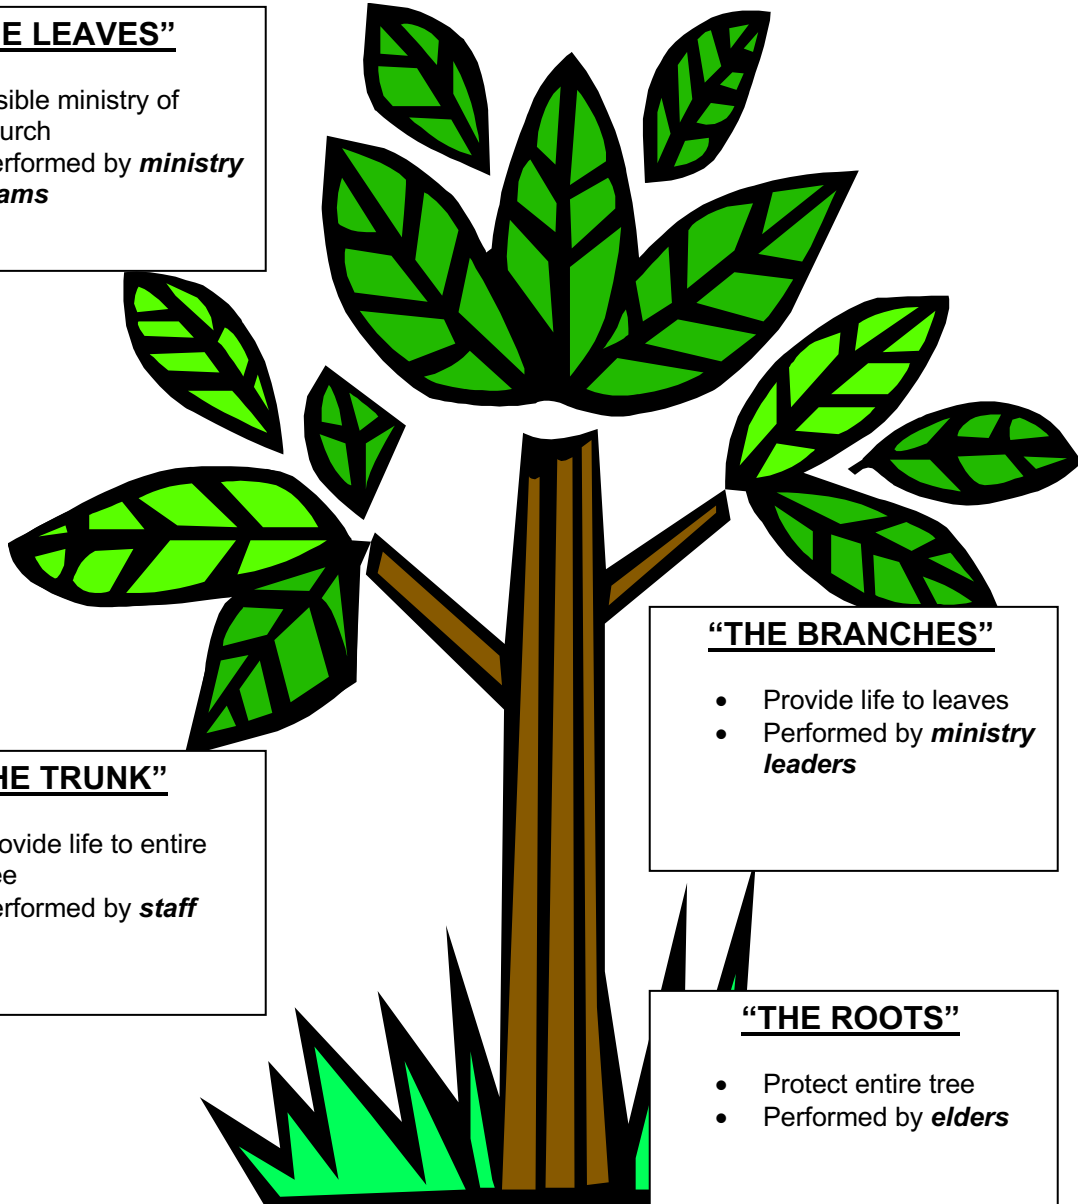 E LEAVES”
sible ministry of
urch
erformed by ministry
ams
“THE BRANCHES”
• Provide life to leaves
• Performed by ministry
leaders
HE TRUNK”
ovide life to entire
ee
erformed by staff
“THE ROOTS”
• Protect entire tree
• Performed by elders